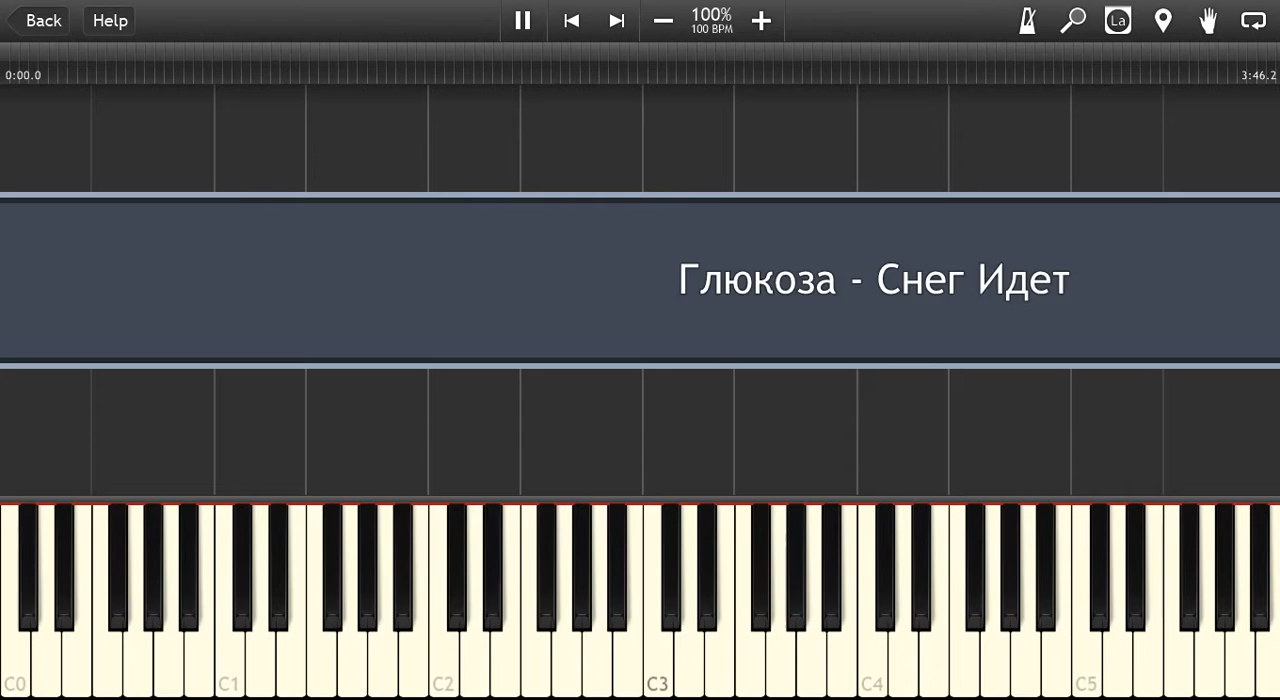 Back
Help
100%
100 BPM
La
0:00.0
3:46.2
Глюкоза - Снег Идет
C0
C1
C2
C3
C4
C5